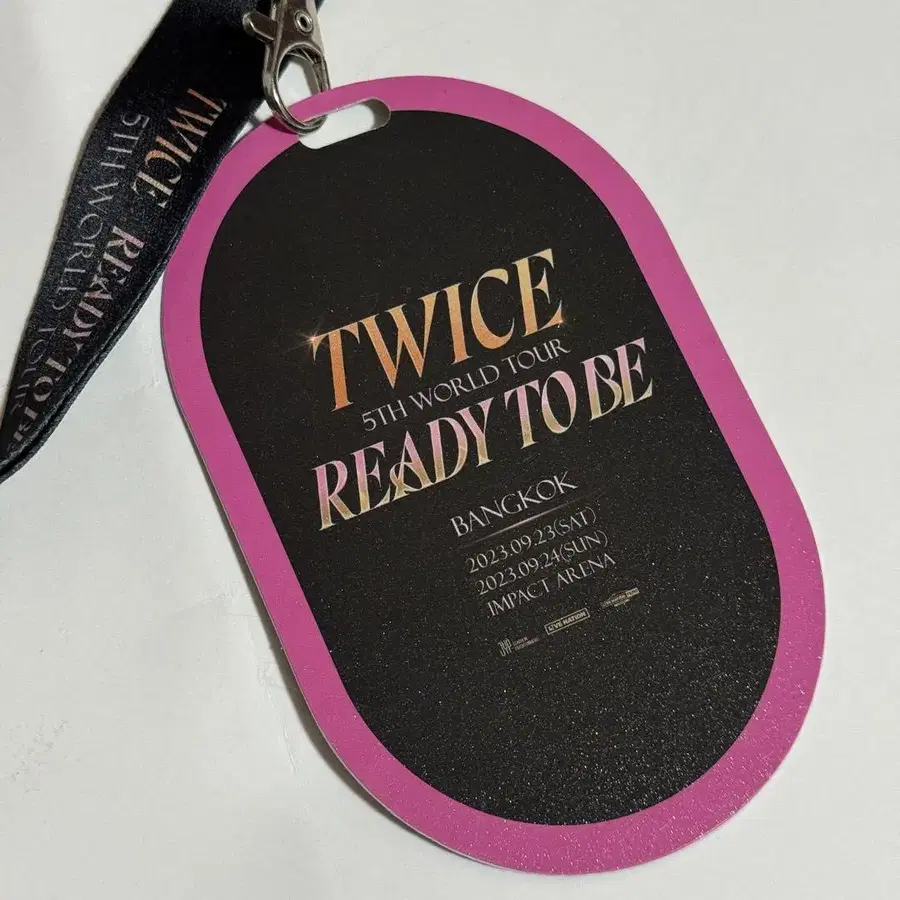 TWICE READY TO BE
5TH WORLD TOUR
TWICE
5TH WORLD TOUR
READY TO BE
BANGKOK
2023.09.23(SAT)
2023.09.24(SUN)
IMPACT ARENA
JYP
LIVE NATION